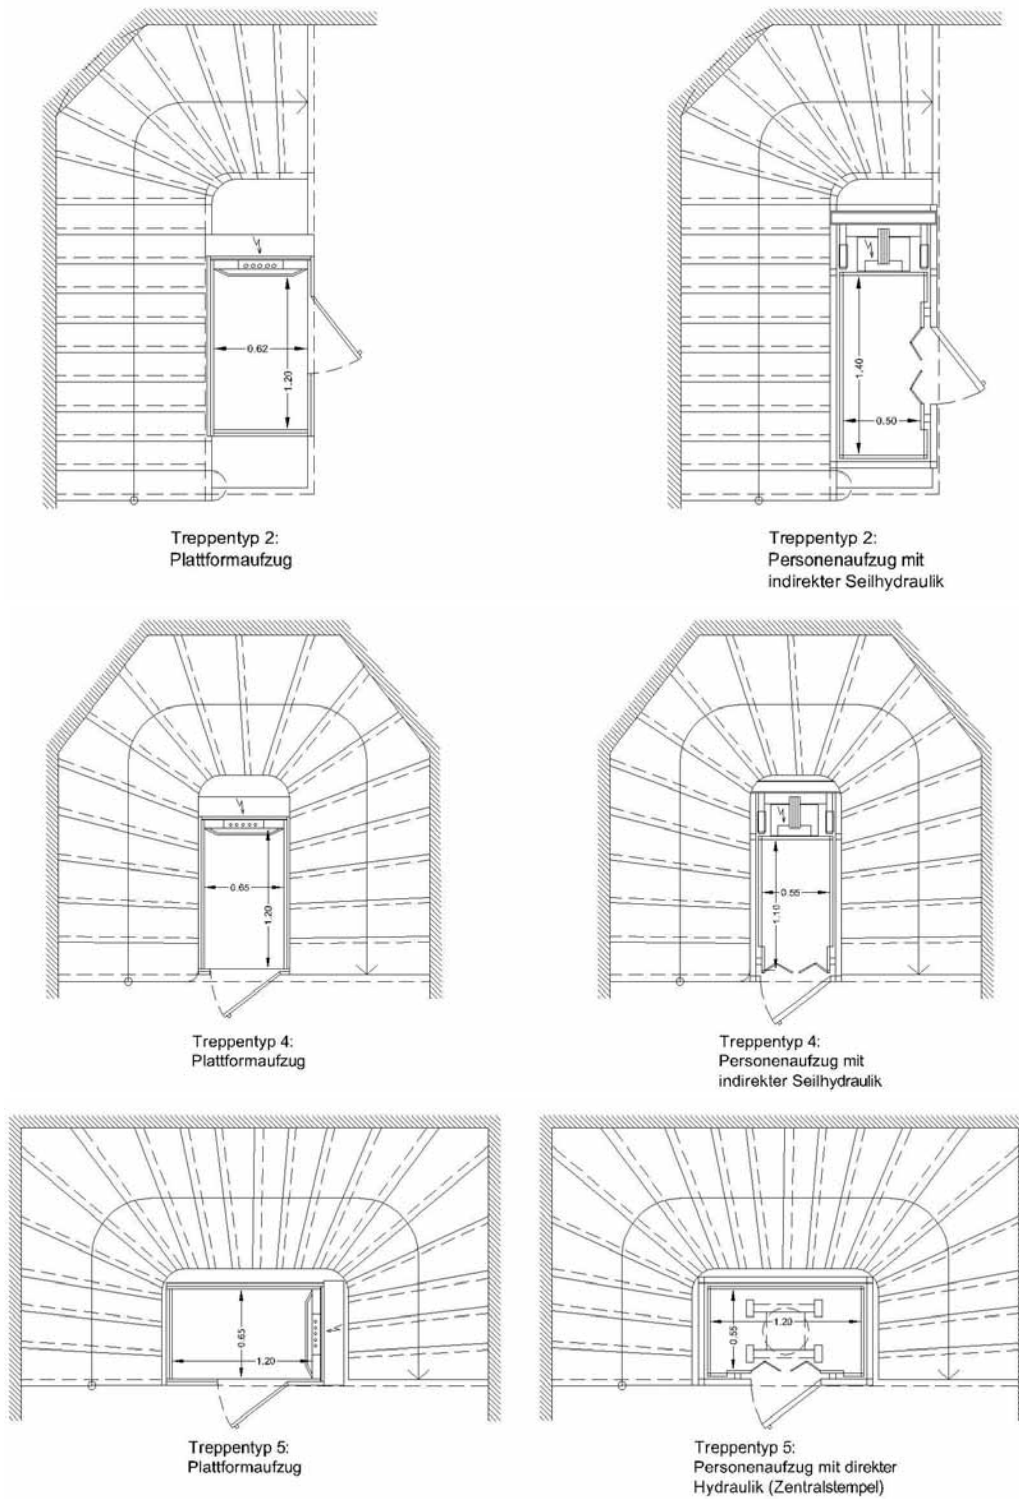 0.62
1.20
Treppentyp 2:
Plattformaufzug
1.40
0.50
Treppentyp 2:
Personenaufzug mit
indirekter Seilhydraulik
0.65
1.20
Treppentyp 4:
Plattformaufzug
0.55
1.10
Treppentyp 4:
Personenaufzug mit
indirekter Seilhydraulik
0.65
1.20
Treppentyp 5:
Plattformaufzug
0.55
1.20
Treppentyp 5:
Personenaufzug mit direkter
Hydraulik (Zentralstempel)